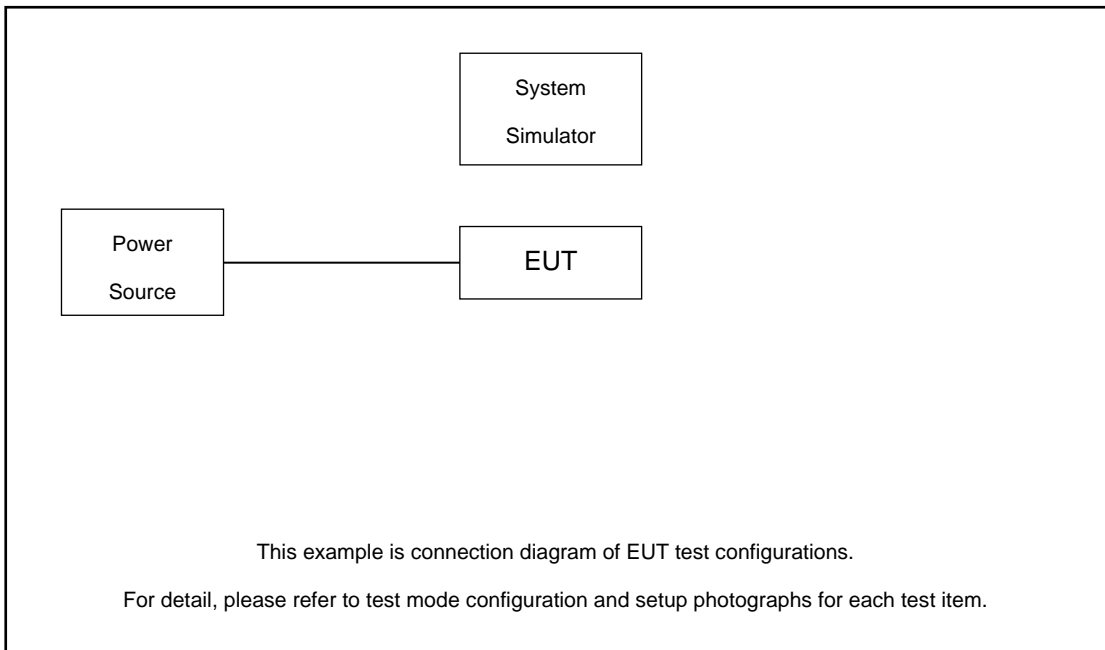 System
Simulator
Power
Source
EUT
This example is connection diagram of EUT test configurations.
For detail, please refer to test mode configuration and setup photographs for each test item.